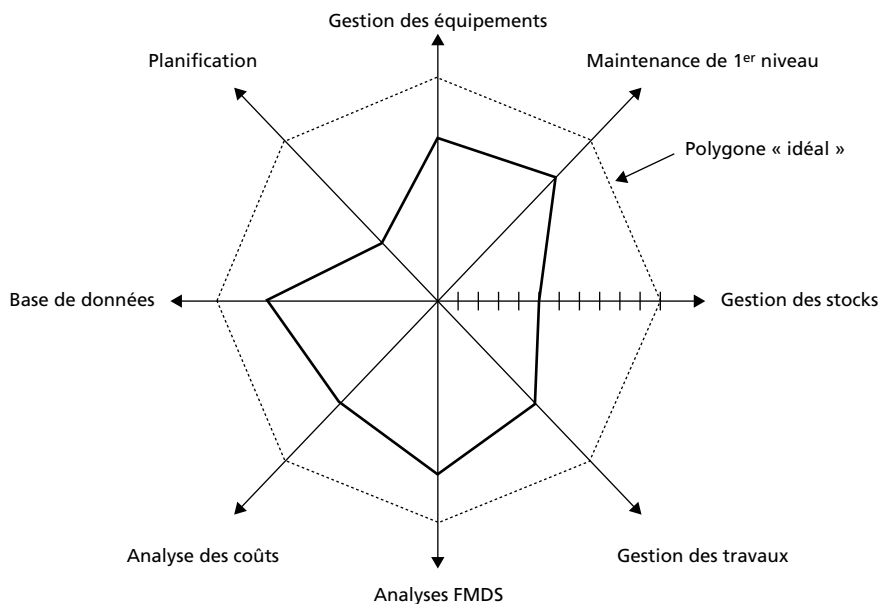 Gestion des équipements
Planification
Maintenance de 1er niveau
Polygone « idéal »
Base de données
Gestion des stocks
Analyse des coûts
Gestion des travaux
Analyses FMDS